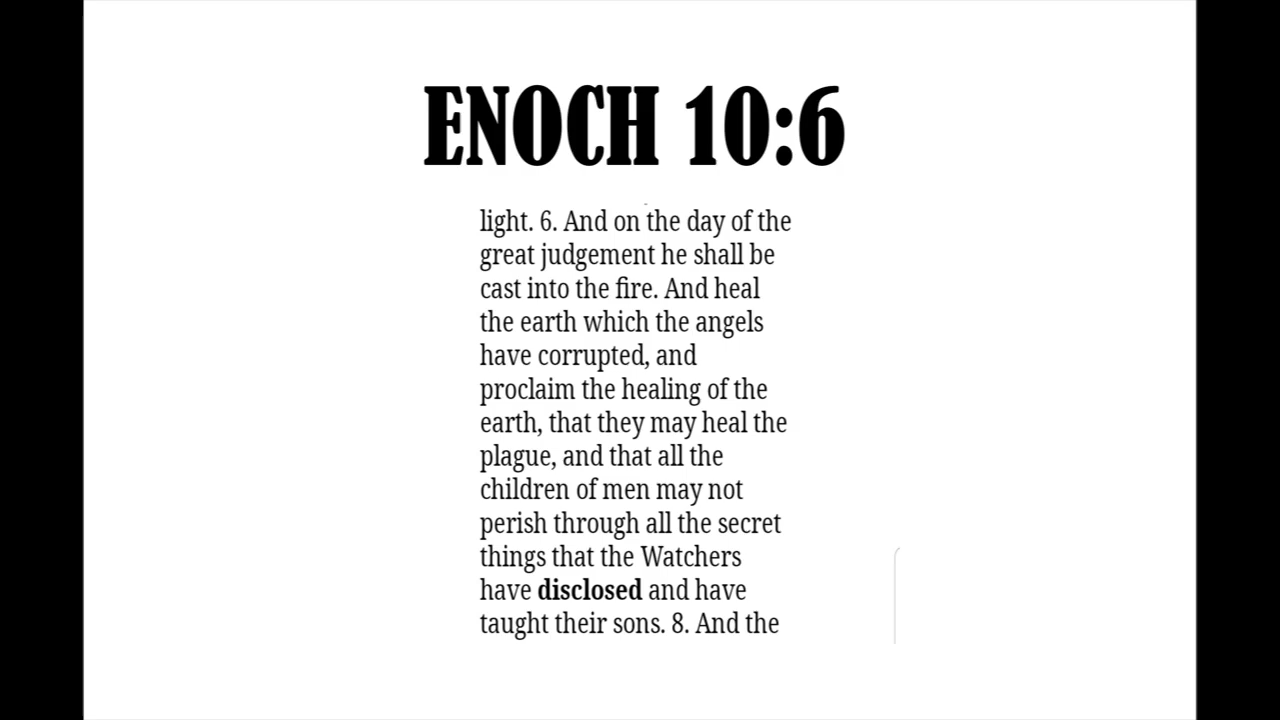 ENOCH 10:6
light. 6. And on the day of the
great judgement he shall be
cast into the fire. And heal
the earth which the angels
have corrupted, and
proclaim the healing of the
earth, that they may heal the
plague, and that all the
children of men may not
perish through all the secret
things that the Watchers
have disclosed and have
taught their sons. 8. And the